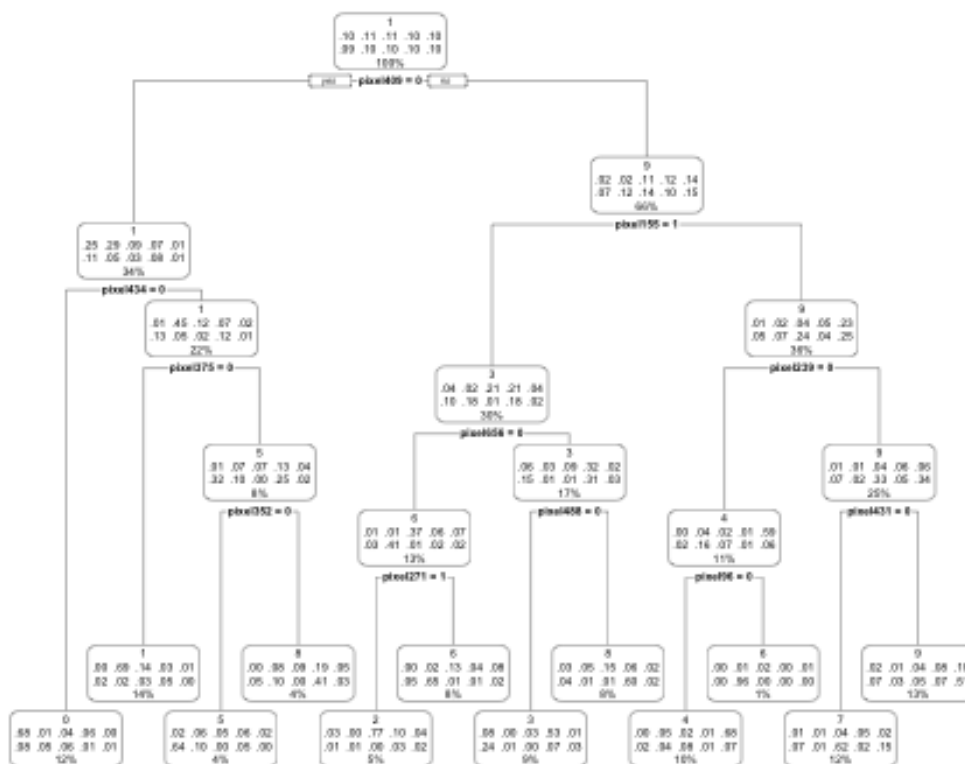 1
.10 .11 .11 .10 .10
.09 .10 .10 .10 .10
100%
yes pixel409 = 0 no
9
.02 .02 .11 .12 .14
.07 .12 .14 .10 .15
66%
pixel155 = 1
1
.25 .29 .09 .07 .01
.11 .05 .03 .08 .01
34%
pixel434 = 0
1
.01 .45 .12 .07 .02
.13 .05 .02 .12 .01
22%
pixel375 = 0
9
.01 .02 .04 .05 .23
.05 .07 .24 .04 .25
36%
pixel239 = 0
3
.04 .02 .21 .21 .04
.10 .18 .01 .18 .02
30%
pixel656 = 0
5
.01 .07 .07 .13 .04
.32 .10 .00 .25 .02
8%
pixel352 = 0
3
.06 .03 .09 .32 .02
.15 .01 .01 .31 .03
17%
pixel486 = 0
9
.01 .01 .04 .06 .06
.07 .02 .33 .05 .34
25%
pixel431 = 0
6
.01 .01 .37 .06 .07
.03 .41 .01 .02 .02
13%
pixel271 = 1
4
.00 .04 .02 .01 .59
.02 .16 .07 .01 .06
11%
pixel96 = 0
1
.00 .69 .14 .03 .01
.02 .02 .03 .05 .00
14%
8
.00 .08 .09 .19 .05
.05 .10 .00 .41 .03
4%
6
.00 .02 .13 .04 .08
.05 .65 .01 .01 .02
8%
8
.03 .05 .15 .06 .02
.04 .01 .01 .60 .02
8%
6
.00 .01 .02 .00 .01
.00 .96 .00 .00 .00
1%
9
.02 .01 .04 .08
.07 .03 .05 .07
13%
0
.68 .01 .04 .06 .00
.08 .05 .06 .01 .01
12%
5
.02 .06 .05 .06 .02
.64 .10 .00 .05 .00
4%
2
.03 .00 .77 .10 .04
.01 .01 .00 .03 .02
5%
3
.08 .00 .03 .53 .01
.24 .01 .00 .07 .03
9%
4
.00 .05 .02 .01 .68
.02 .04 .08 .01 .07
10%
7
.01 .01 .04 .05 .02
.07 .01 .62 .02 .15
12%